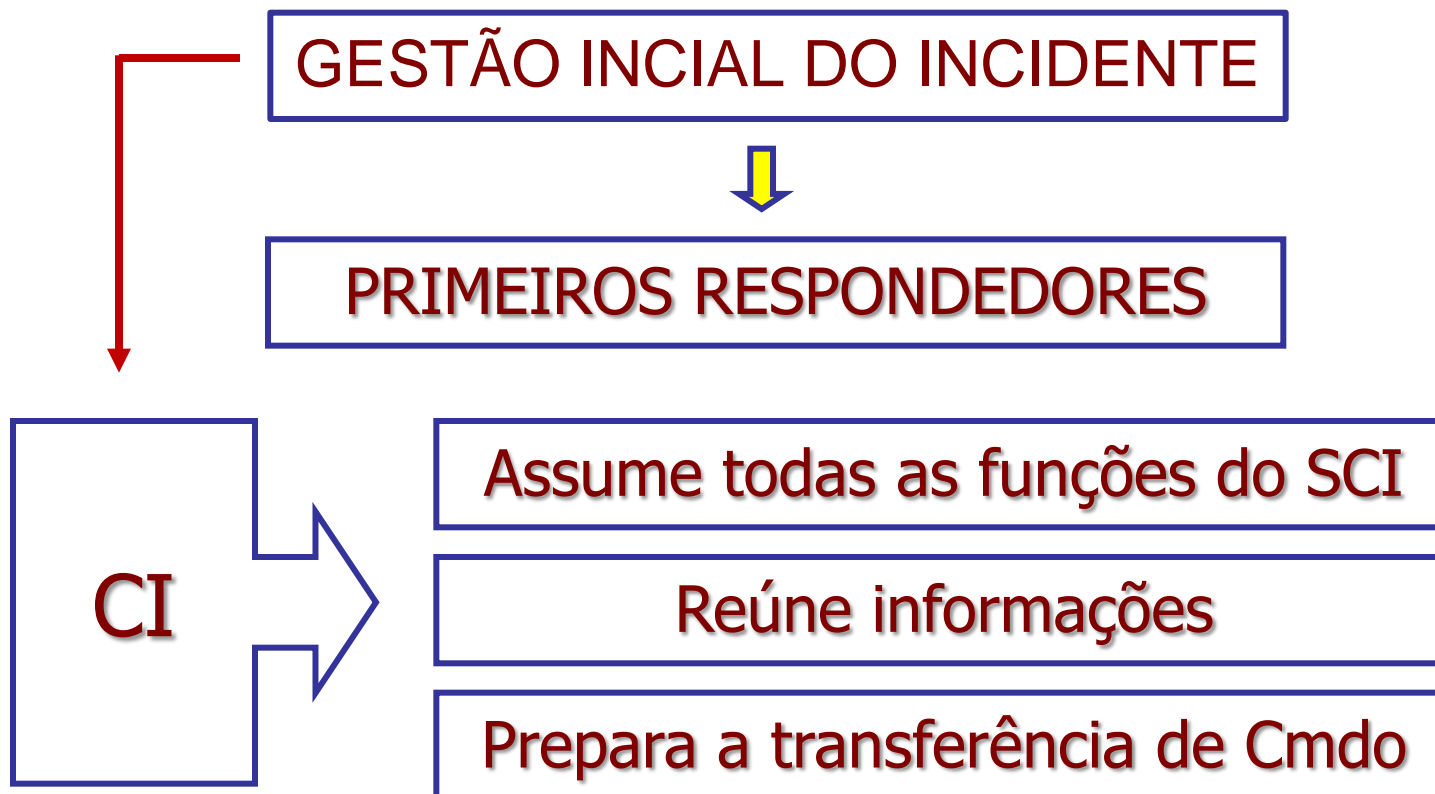 GESTÃO INCIAL DO INCIDENTE
PRIMEIROS RESPONDEDORES
CI
Assume todas as funções do SCI
Reúne informações
Prepara a transferência de Cmdo